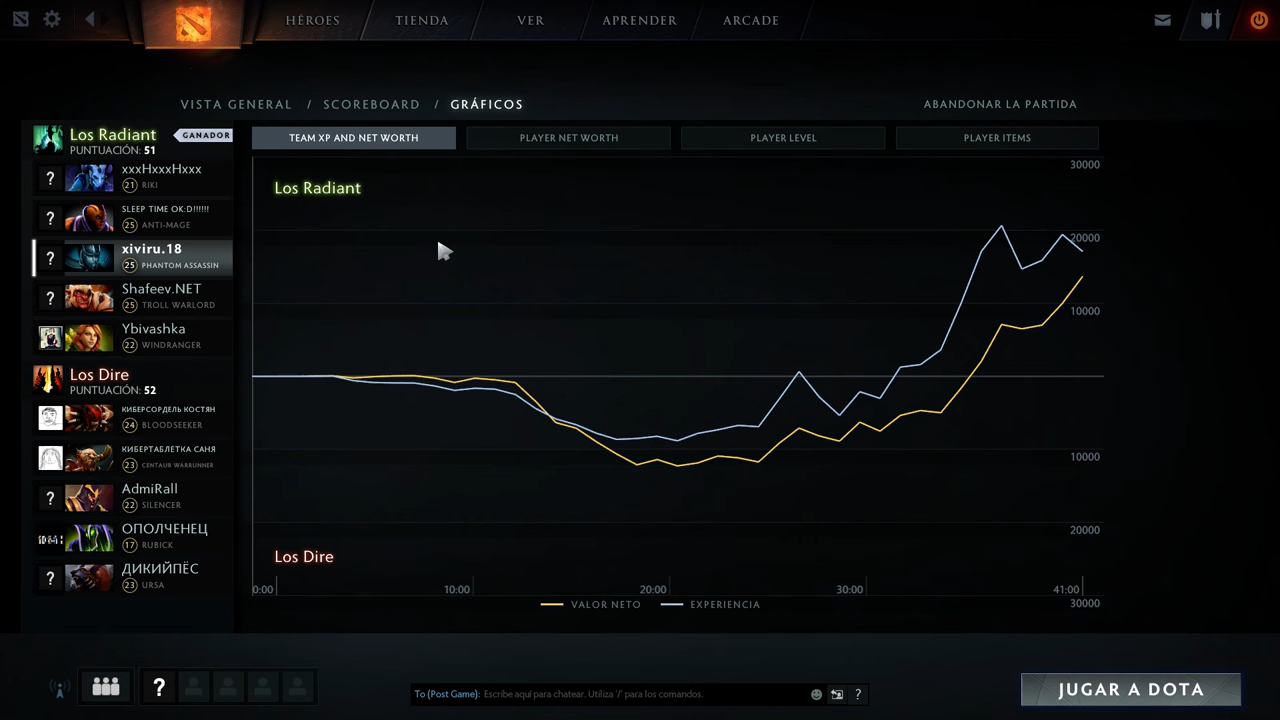 HÉROES
TIENDA
VER
APRENDER
ARCADE
VISTA GENERAL / SCOREBOARD / GRÁFICOS
ABANDONAR LA PARTIDA
Los Radiant
GANADOR
PUNTUACIÓN: 51
xxxHxxxHxxx
21 RIKI
SLEEP TIME OK:D!!!!!!
25 ANTI-MAGE
xiviru.18
25 PHANTOM ASSASSIN
Shafeev.NET
25 TROLL WARLORD
Ybivashka
22 WINDRANGER
Los Dire
PUNTUACIÓN: 52
КИБЕРСОРДЕЛЬ КОСТЯН
24 BLOODSEEKER
КИБЕРТАБЛЕТКА САНЯ
23 CENTAUR WARRUNNER
AdmiRall
22 SILENCER
ОПОЛЧЕНЕЦ
17 RUBICK
ДИКИЙПЁС
23 URSA
TEAM XP AND NET WORTH
PLAYER NET WORTH
PLAYER LEVEL
PLAYER ITEMS
Los Radiant
30000
20000
10000
10000
20000
30000
Los Dire
0:00
10:00
20:00
30:00
41:00
VALOR NETO
EXPERIENCIA
?
To (Post Game): Escribe aquí para chatear. Utiliza '/' para los comandos.
?
JUGAR A DOTA